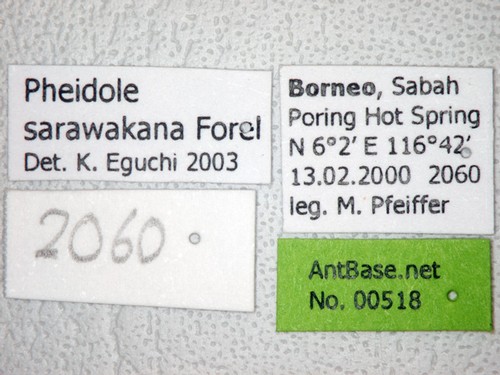 Pheidole
sarawakana Forel
Det. K. Eguchi 2003
2060
Borneo, Sabah
Poring Hot Spring
N 6°2' E 116°42'
13.02.2000 2060
leg. M. Pfeiffer
AntBase.net
No. 00518